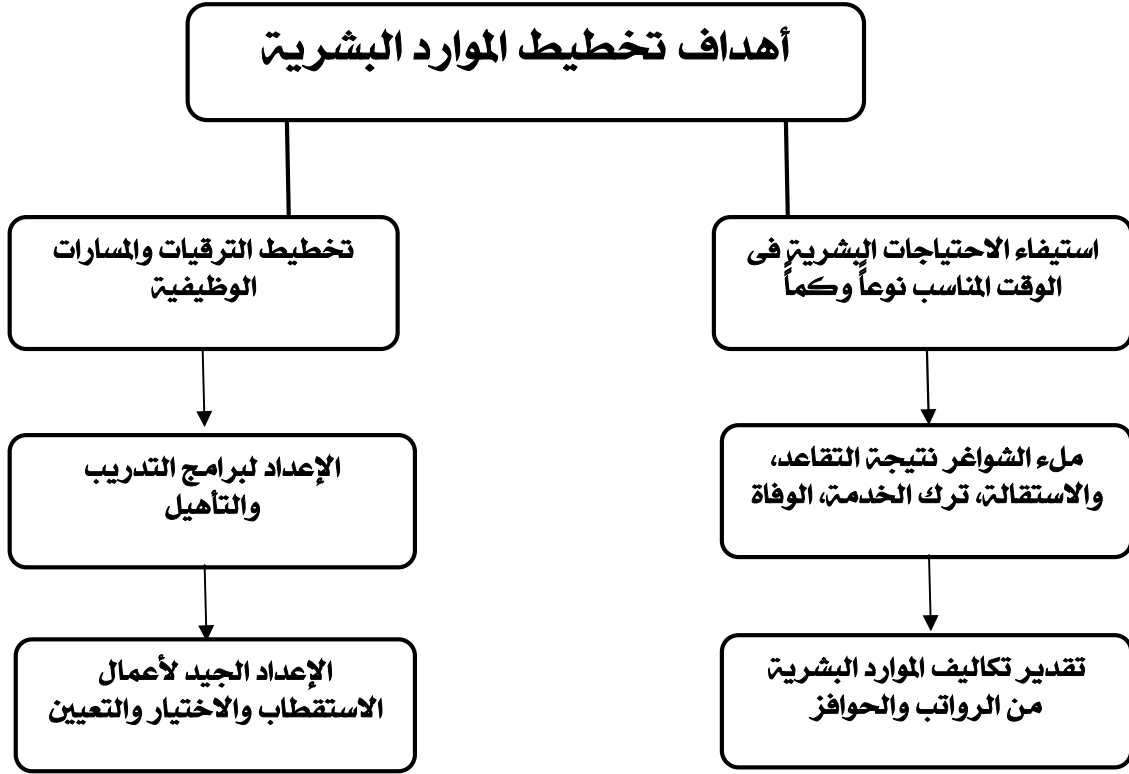 أهداف تخطيط الموارد البشرية
استيفاء الاحتياجات البشرية فى
الوقت المناسب نوعاً وكماً
ملء الشواغر نتيجة التقاعد،
والاستقالة، ترك الخدمة، الوفاة
تقدير تكاليف الموارد البشرية
من الرواتب والحوافز
تخطيط الترقيات والمسارات
الوظيفية
الإعداد لبرامج التدريب
والتأهيل
الإعداد الجيد لأعمال
الاستقطاب والاختيار والتعيين